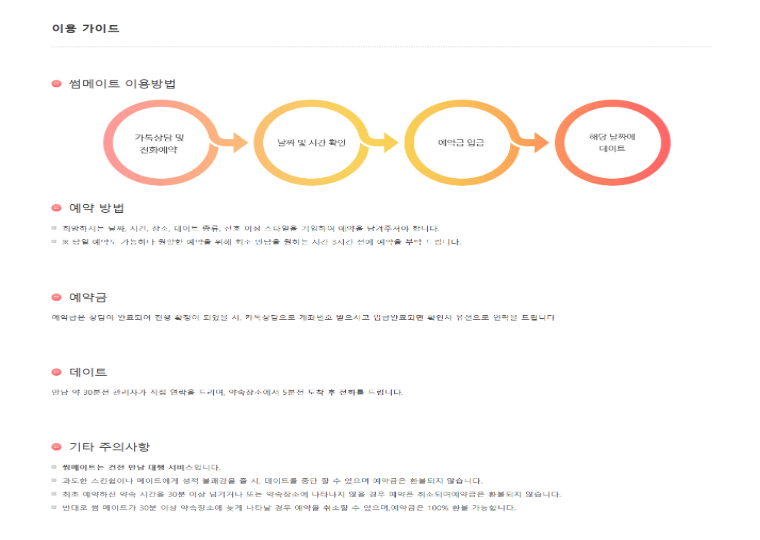 이용 가이드
썸메이트 이용방법
카톡상담 및
전화예약
날짜 및 시간 확인
예약금 입금
해당 날짜에
데이트
예약 방법
희망하시는 날짜, 시간, 장소, 데이트 종류, 선호 이성 스타일을 기입하여 예약을 남겨주셔야 합니다.
※ 당일 예약도 가능하나 원활한 예약을 위해 최소 만남을 원하는 시간 3시간 전에 예약을 부탁 드립니다.
예약금
예약금은 상담이 완료되어 진행 확정이 되었을 시, 카톡상담으로 계좌번호 받으시고 입금완료되면 확인차 유선으로 연락을 드립니다
데이트
만남 약 30분전 관리자가 직접 연락을 드리며, 약속장소에서 5분전 도착 후 전화를 드립니다.
기타 주의사항
썸메이트는 건전 만남 대행 서비스입니다.
과도한 스킨쉽이나 메이트에게 성적 불쾌감을 줄 시, 데이트를 중단 할 수 있으며 예약금은 환불되지 않습니다.
최초 예약하신 약속 시간을 30분 이상 넘기거나 또는 약속장소에 나타나지 않을 경우 예약은 취소되며예약금은 환불되지 않습니다.
반대로 썸 메이트가 30분 이상 약속장소에 늦게 나타날 경우 예약을 취소할 수 있으며,예약금은 100% 환불 가능합니다.